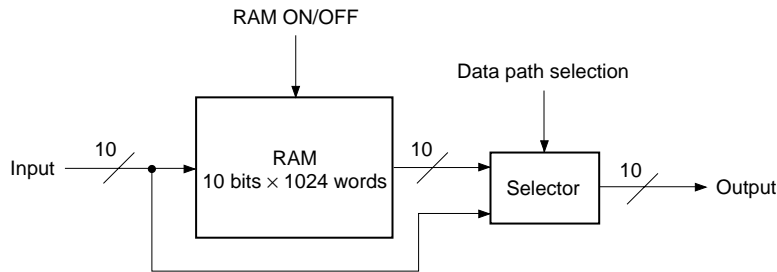 RAM ON/OFF
Data path selection
10
10
10
Input
RAM
10 bits × 1024 words
Selector
Output